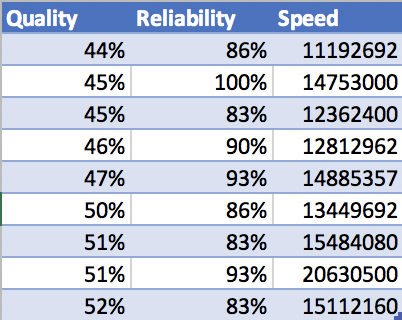 Quality Reliability Speed
44% 86% 11192692
45% 100% 14753000
45% 83% 12362400
46% 90% 12812962
47% 93% 14885357
50% 86% 13449692
51% 83% 15484080
51% 93% 20630500
52% 83% 15112160